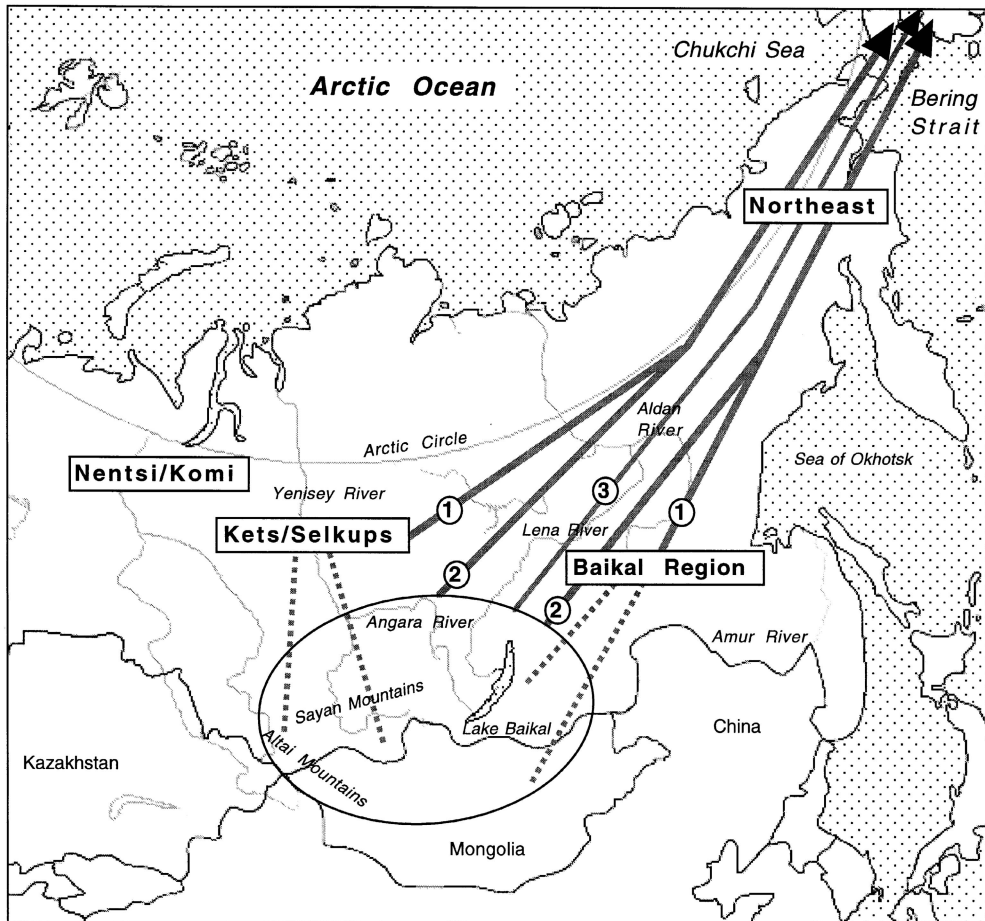 Chukchi Sea
Arctic Ocean
Bering
Strait
Northeast
Aldan
River
Arctic Circle
Sea of Okhotsk
Nentsi/Komi
Yenisey River
3
1
1
Lena River
Kets/Selkups
Baikal Region
2
2
Angara River
Amur River
Sayan Mountains
Lake Baikal
China
Altai Mountains
Kazakhstan
Mongolia